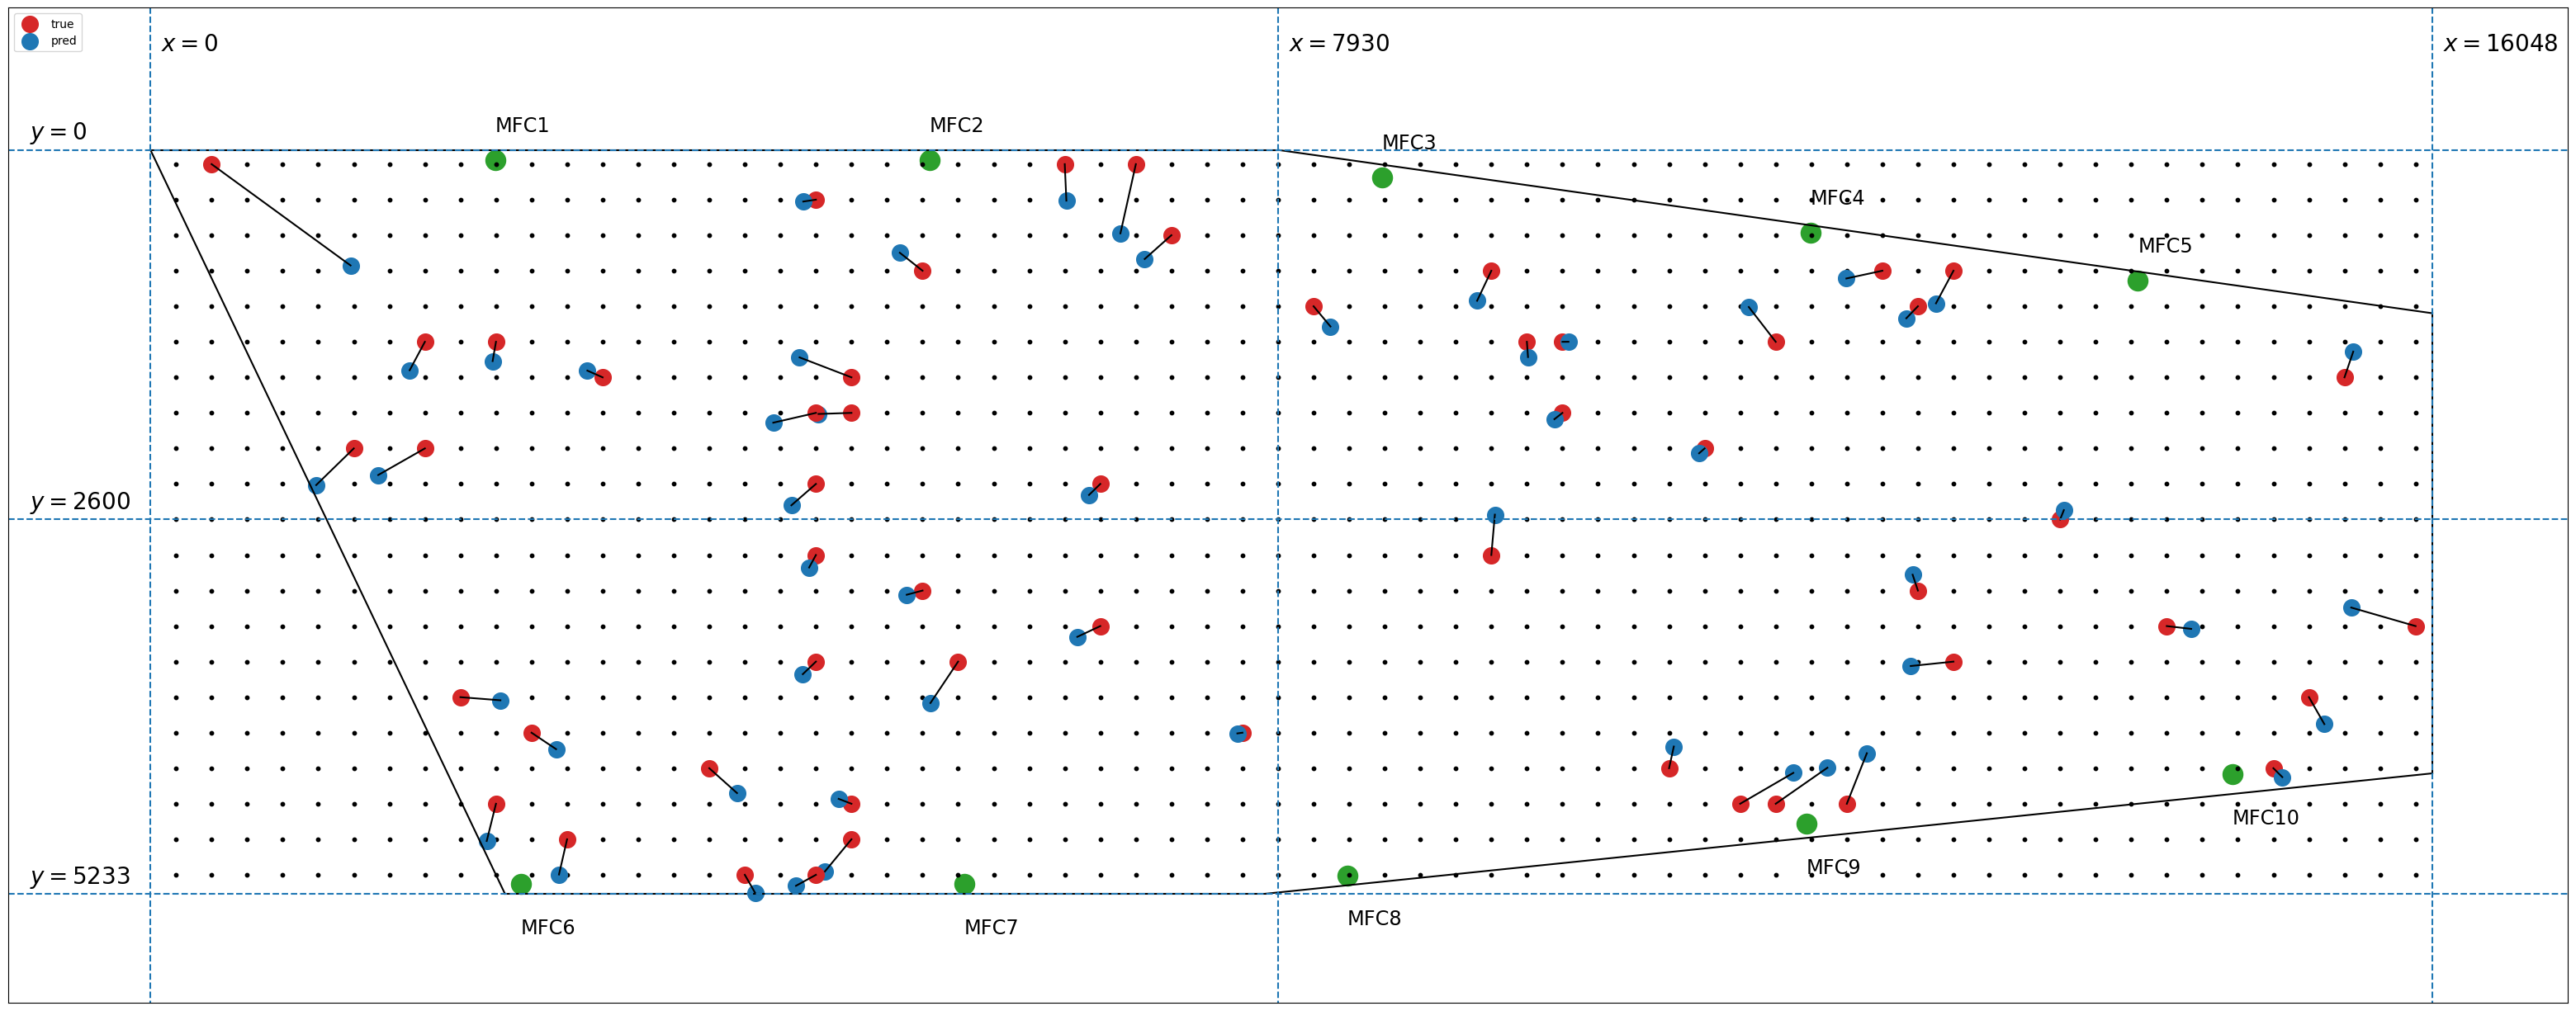 true
pred
x = 0
x = 7930
x = 16048
y = 0
MFC1
MFC2
MFC3
MFC4
MFC5
y = 2600
MFC10
MFC9
y = 5233
MFC6
MFC7
MFC8